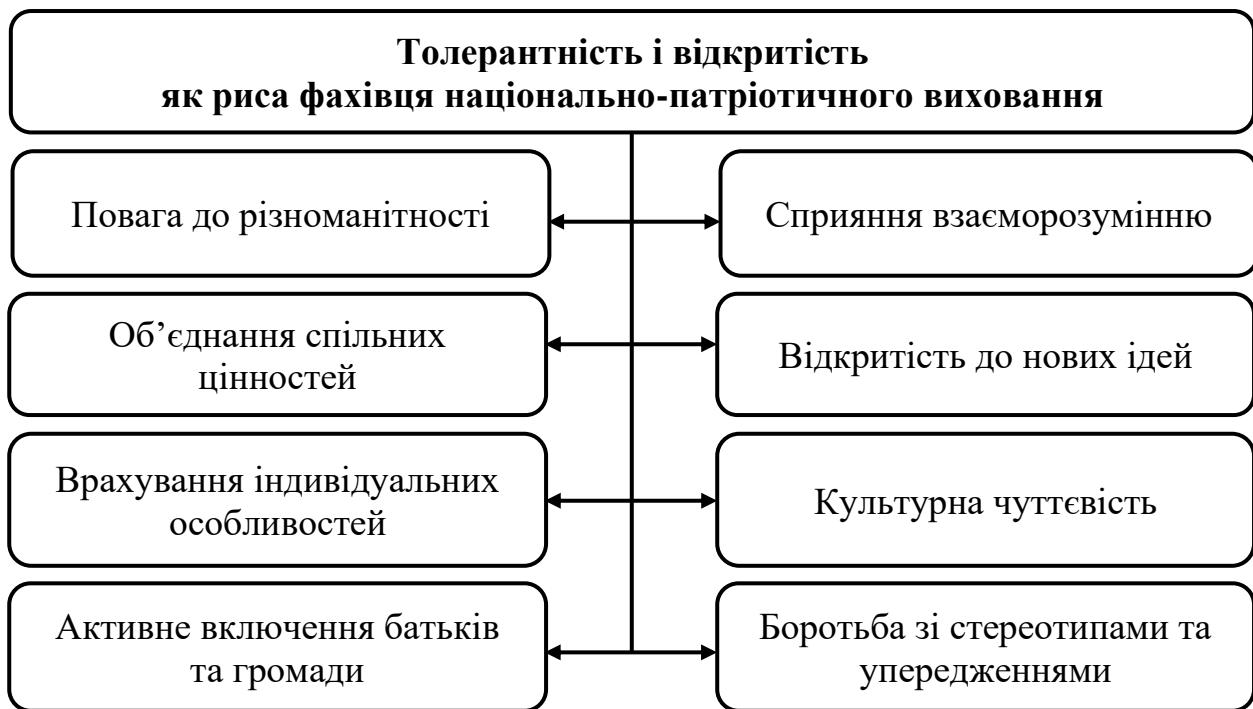 Толерантність і відкритість
як риса фахівця національно-патріотичного виховання
Повага до різноманітності
Сприяння взаєморозумінню
Об’єднання спільних
цінностей
Відкритість до нових ідей
Врахування індивідуальних
особливостей
Культурна чуттєвість
Активне включення батьків
та громади
Боротьба зі стереотипами та
упередженнями